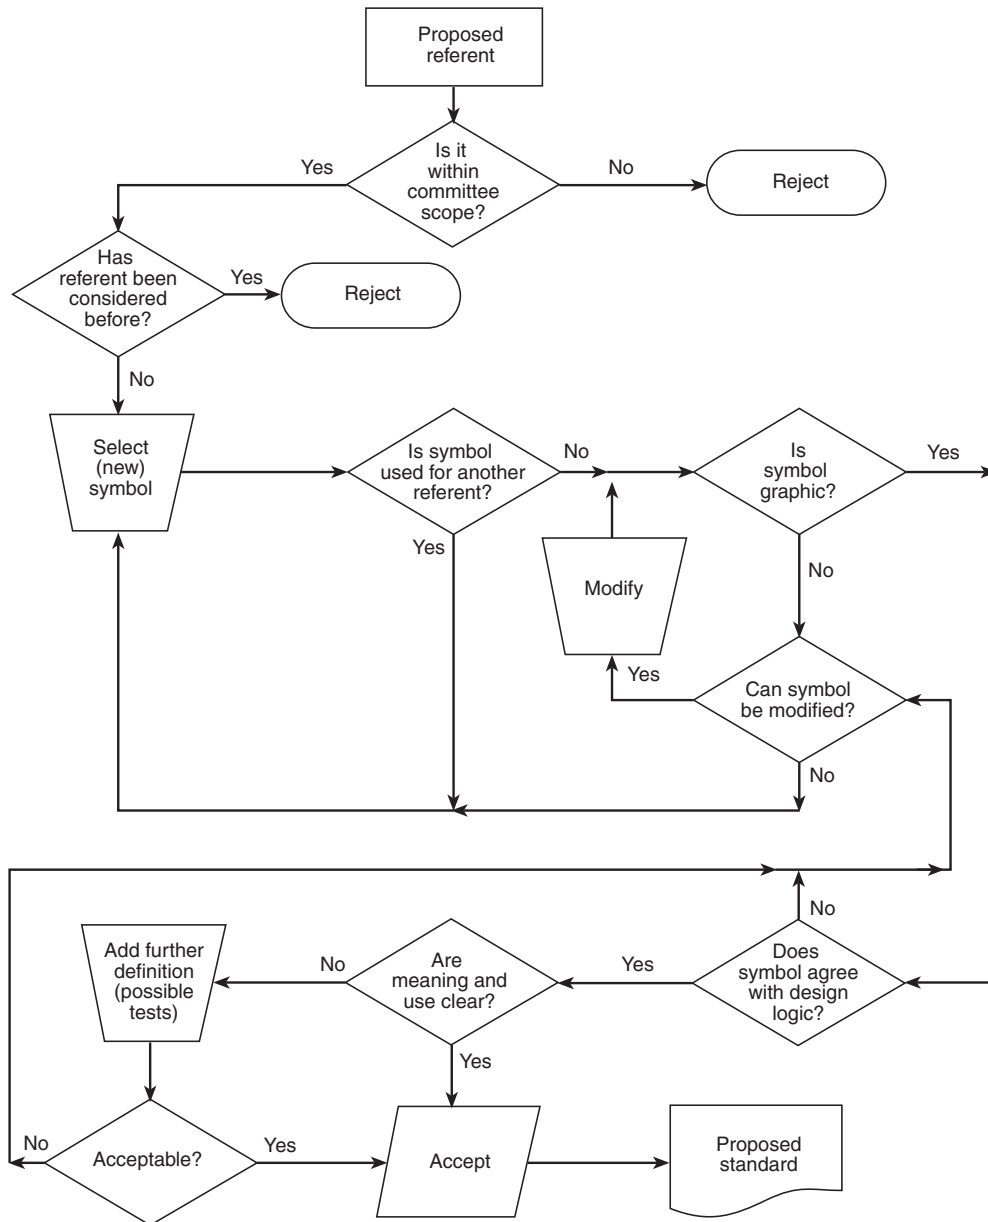 Proposed
referent
Is it
within
committee
scope?
Yes
No
Reject
Has
referent been
considered
before?
Yes
Reject
No
Select
(new)
symbol
Is symbol
used for another
referent?
No
Is
symbol
graphic?
Yes
Yes
Modify
No
Yes
Can symbol
be modified?
No
No
Add further
definition
(possible
tests)
No
Are
meaning and
use clear?
Yes
Does
symbol agree
with design
logic?
Yes
No
Acceptable?
Yes
Accept
Proposed
standard